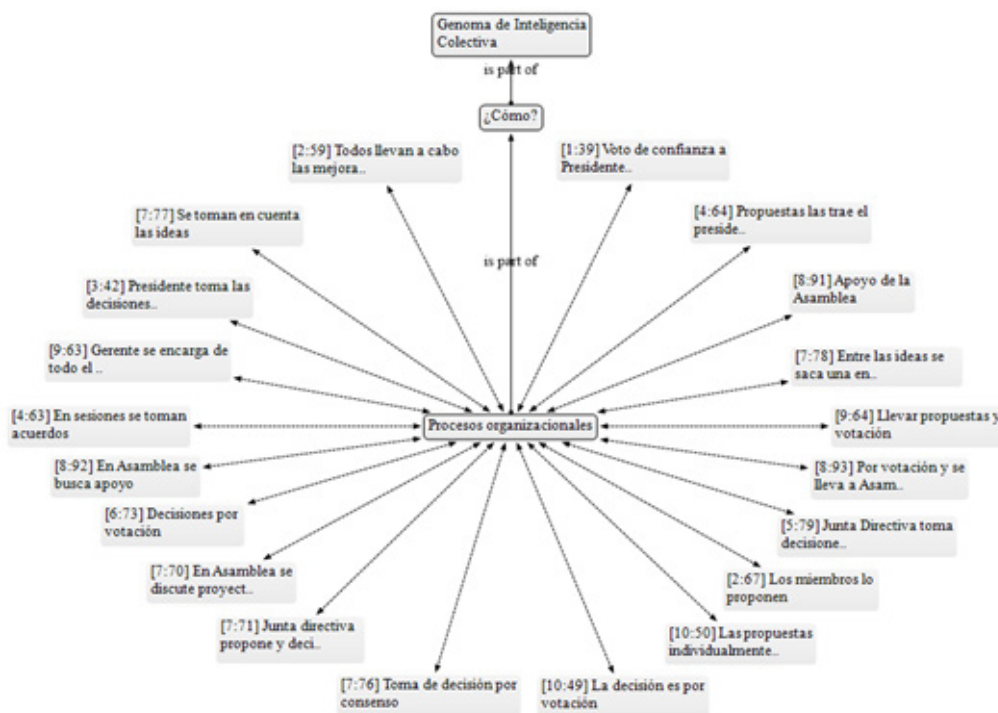 Genoma de Inteligencia
Colectiva
is part of
¿Cómo?
[2:59] Todos llevan a cabo
las mejora..
[1:39] Voto de confianza a
Presidente..
[7:77] Se toman en cuenta
las ideas
[4:64] Propuestas las trae el
preside..
is part of
[3:42] Presidente toma las
decisiones..
[8:91] Apoyo de la
Asamblea
[9:63] Gerente se encarga de
todo el ..
[7:78] Entre las ideas se
saca una en..
[4:63] En sesiones se toman
acuerdos
Procesos organizacionales
[9:64] Llevar propuestas y
votación
[8:92] En Asamblea se
busca apoyo
[8:93] Por votación y se
lleva a Asam..
[6:73] Decisiones por
votación
[5:79] Junta Directiva toma
decisione..
[7:70] En Asamblea se
discute proyect..
[2:67] Los miembros lo
proponen
[7:71] Junta directiva
propone y deci..
[10:50] Las propuestas
individualmente..
[7:76] Toma de decisión por
consenso
[10:49] La decisión es por
votación